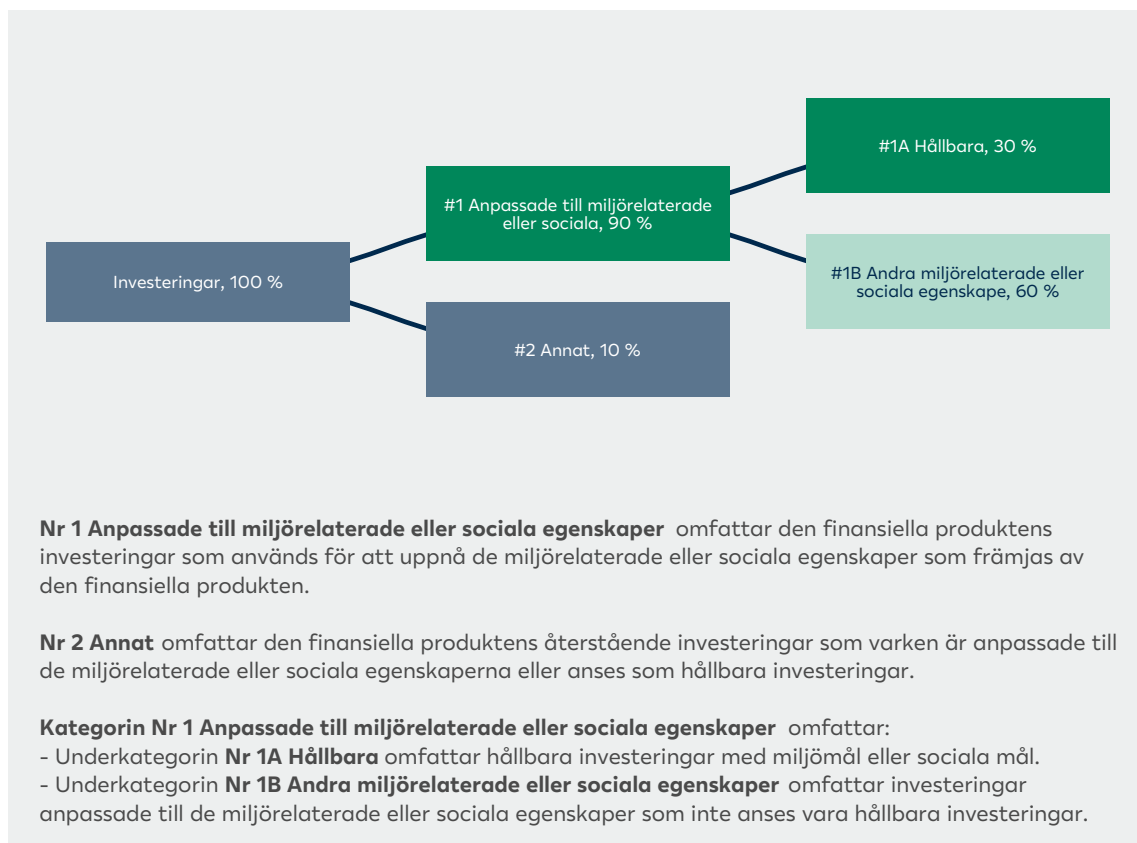 #1A Hållbara, 30 %
#1 Anpassade till miljörelaterade
eller sociala, 90 %
#1B Andra miljörelaterade eller
sociala egenskape, 60 %
Investeringar, 100 %
#2 Annat, 10 %
Nr 1 Anpassade till miljörelaterade eller sociala egenskaper omfattar den finansiella produktens
investeringar som används för att uppnå de miljörelaterade eller sociala egenskaper som främjas av
den finansiella produkten.
Nr 2 Annat omfattar den finansiella produktens återstående investeringar som varken är anpassade till
de miljörelaterade eller sociala egenskaperna eller anses som hållbara investeringar.
Kategorin Nr 1 Anpassade till miljörelaterade eller sociala egenskaper omfattar:
- Underkategorin Nr 1A Hållbara omfattar hållbara investeringar med miljömål eller sociala mål.
- Underkategorin Nr 1B Andra miljörelaterade eller sociala egenskaper omfattar investeringar
anpassade till de miljörelaterade eller sociala egenskaper som inte anses vara hållbara investeringar.